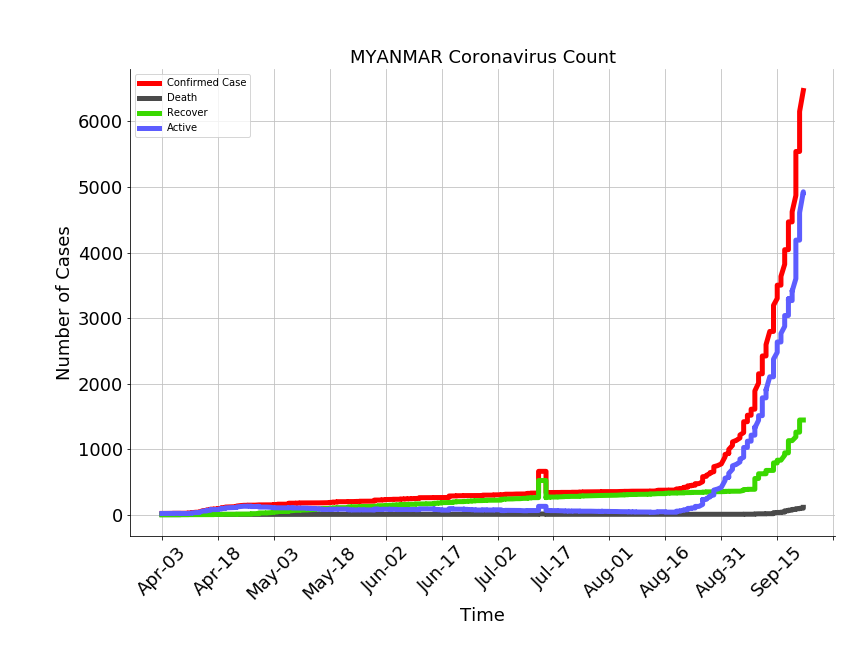 MYANMAR Coronavirus Count
Confirmed Case
Death
Recover
Active
Number of Cases
6000
5000
4000
3000
2000
1000
0
Apr-03
Apr-18
May-03
May-18
Jun-02
Jun-17
Jul-02
Jul-17
Aug-01
Aug-16
Aug-31
Sep-15
Time